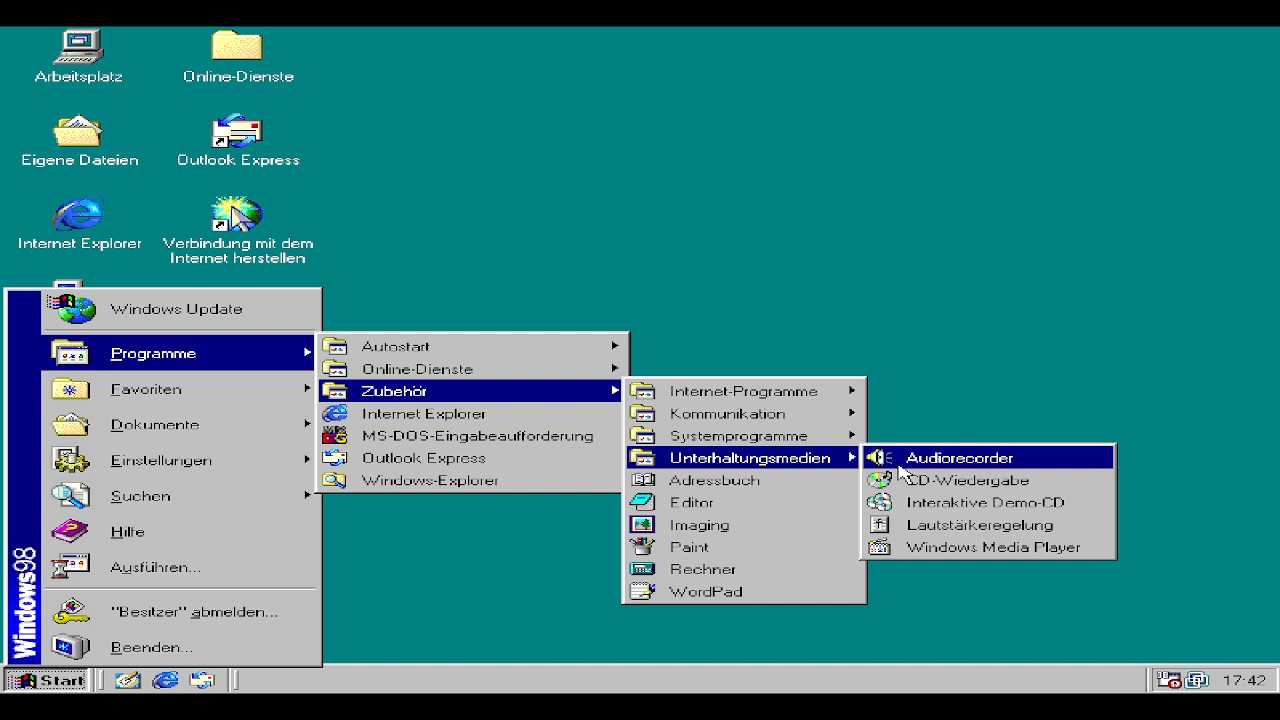 Arbeitsplatz
Online-Dienste
Eigene Dateien
Outlook Express
Internet Explorer
Verbindung mit dem
Internet herstellen
Windows98
Windows Update
Programme
Favoriten
Dokumente
Einstellungen
Suchen
Hilfe
Ausführen...
"Besitzer" abmelden...
Beenden...
Autostart
Online-Dienste
Zubehör
Internet Explorer
MS-DOS-Eingabeaufforderung
Outlook Express
Windows-Explorer
Internet-Programme
Kommunikation
Systemprogramme
Unterhaltungsmedien
Adressbuch
Editor
Imaging
Paint
Rechner
WordPad
Audiorecorder
CD-Wiedergabe
Interaktive Demo-CD
Lautstärkeregelung
Windows Media Player
Start
17:42